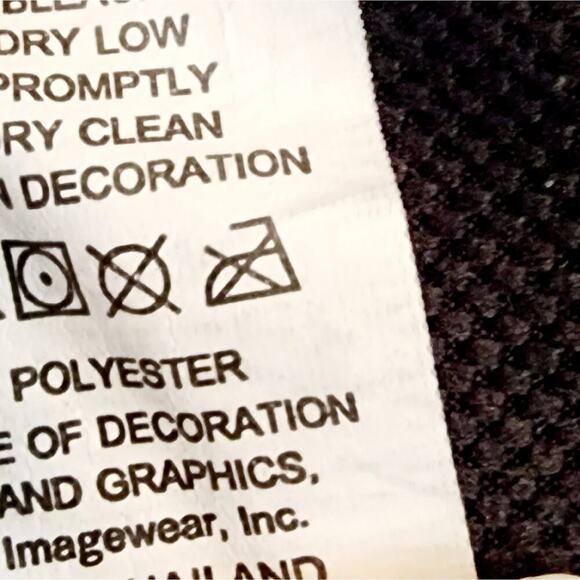 DRY LOW
PROMPTLY
RY CLEAN
DECORATION
POLYESTER
E OF DECORATION
AND GRAPHICS,
Imagewear, Inc.